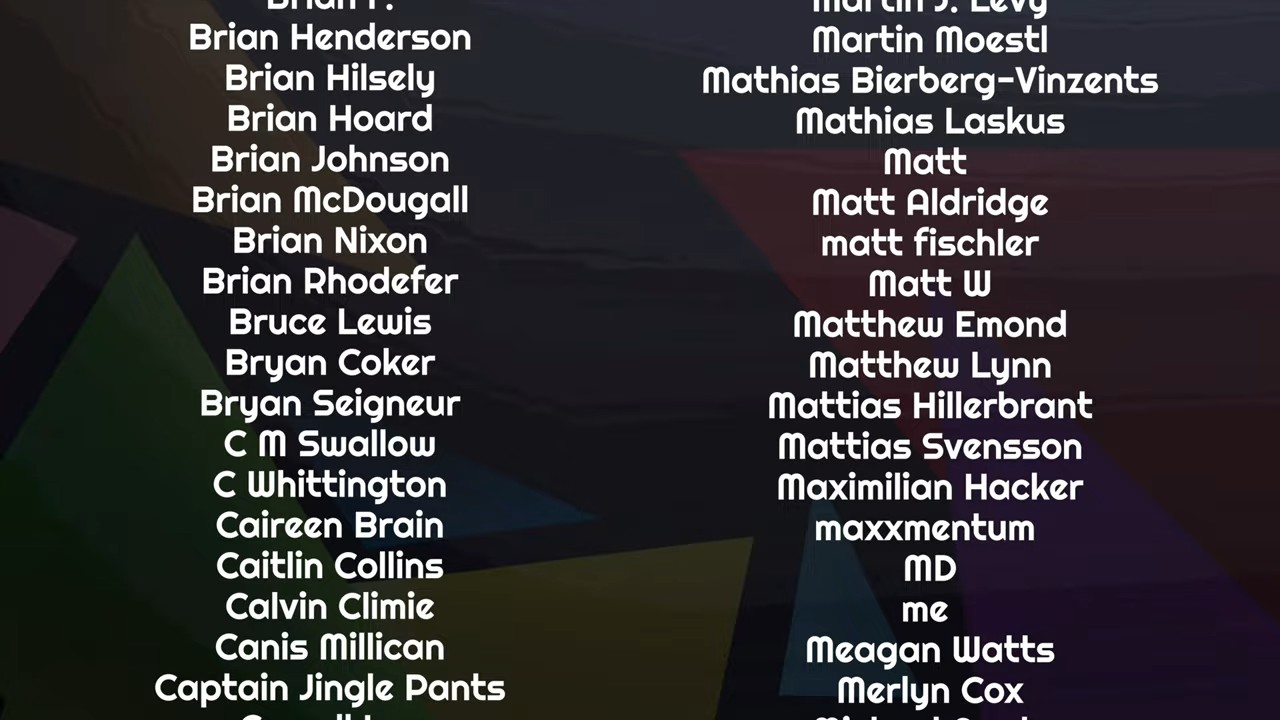 Brian Henderson
Brian Hilsely
Brian Hoard
Brian Johnson
Brian McDougall
Brian Nixon
Brian Rhodefer
Bruce Lewis
Bryan Coker
Bryan Seigneur
C M Swallow
C Whittington
Caireen Brain
Caitlin Collins
Calvin Climie
Canis Millican
Captain Jingle Pants
Martin J. Levy
Martin Moestl
Mathias Bierberg-Vinzents
Mathias Laskus
Matt
Matt Aldridge
matt fischler
Matt W
Matthew Emond
Matthew Lynn
Mattias Hillerbrant
Mattias Svensson
Maximilian Hacker
maxxmentum
MD
me
Meagan Watts
Merlyn Cox